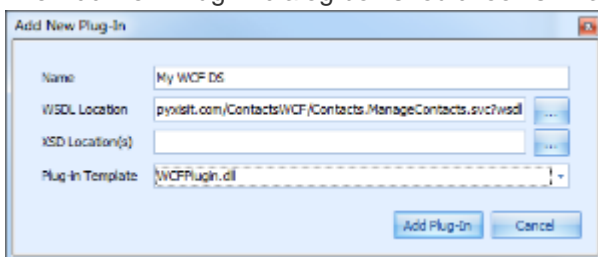 Add New Plug-In
Name My WCF DS
WSDL Location pyxisit.com/ContactsWCF/Contacts.ManageContacts.svc?wsdl ...
XSD Location(s) ...
Plug-in Template WCFPlugin.dll
Add Plug-In Cancel